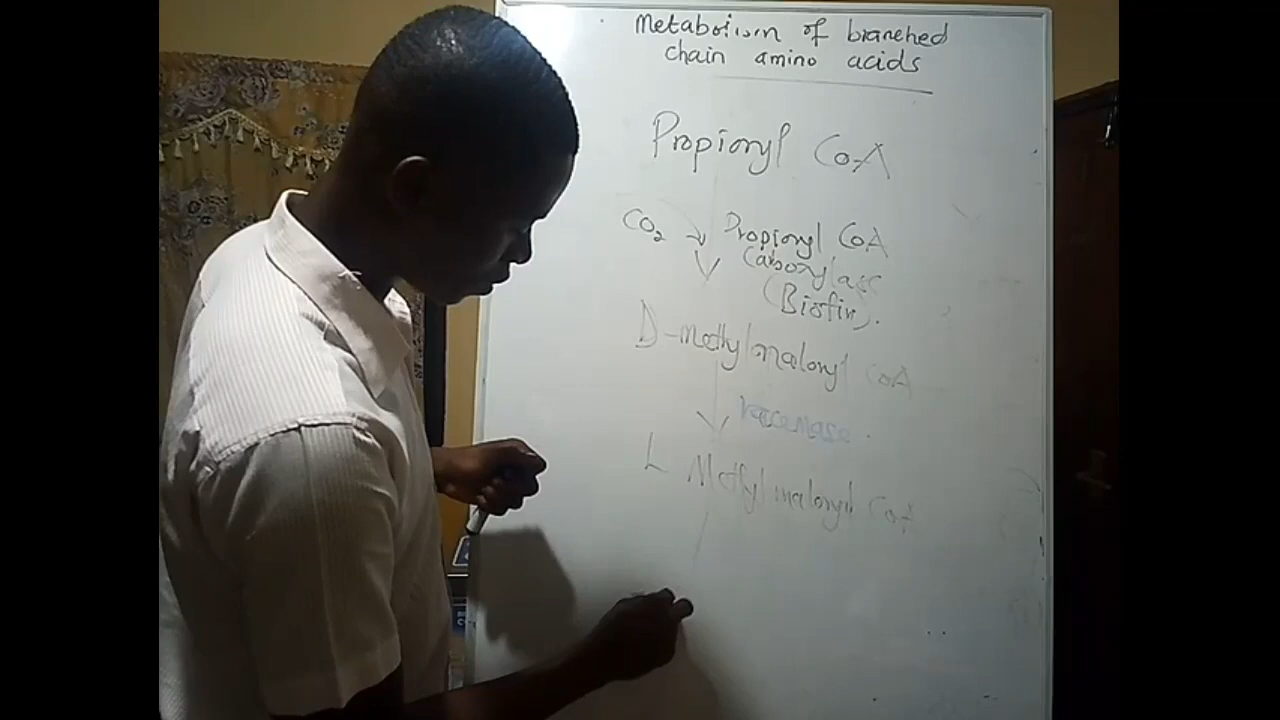 Metabolism of branched
chain amino acids
Propionyl CoA
CO2
Propionyl CoA
Carboxylase
(Biotin).
D-methylmalonyl CoA
racemase.
L Methylmalonyl CoA